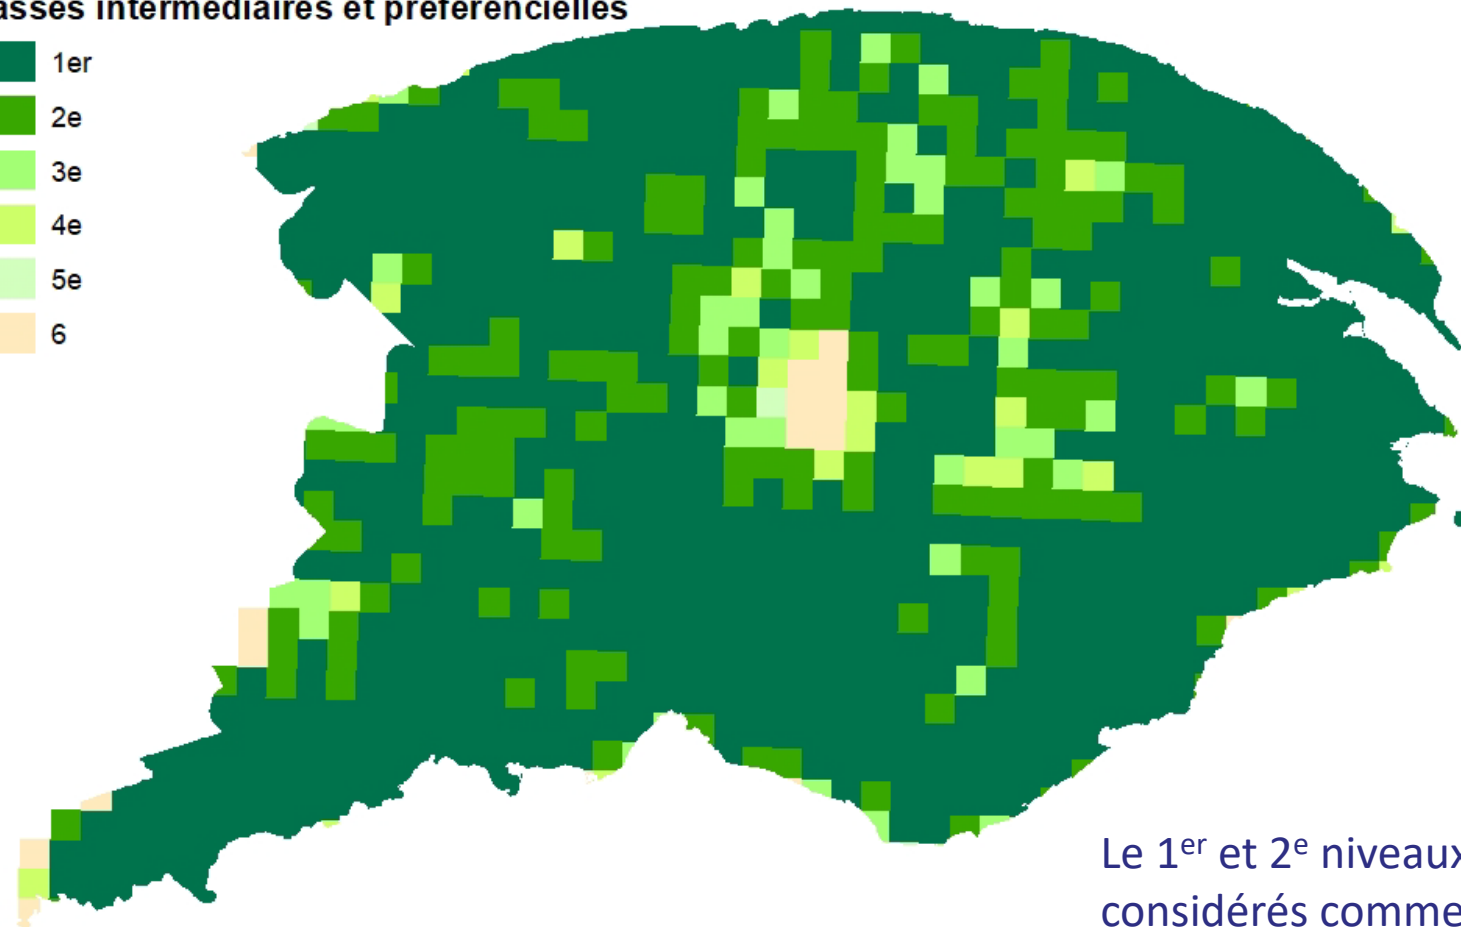 asses intermédiaires et préférencielles
1er
2e
3e
4e
5e
6
Le 1er et 2e niveaux
considérés comme